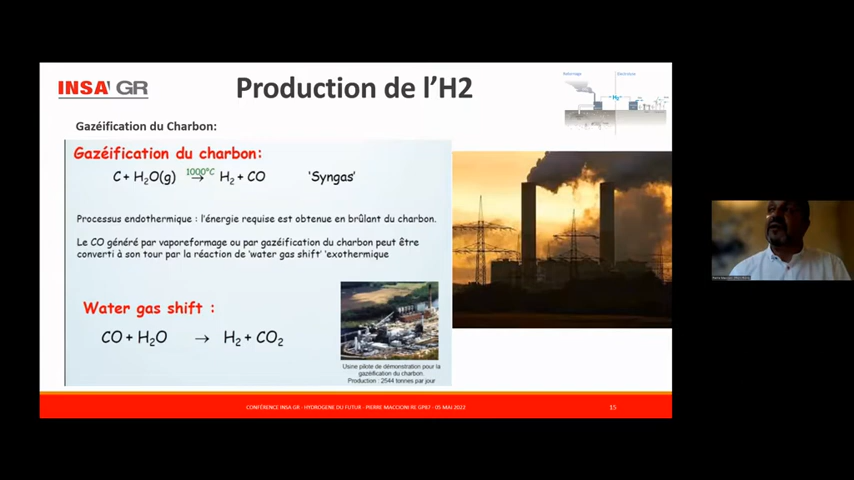 INSA GR
Production de l'H2
Gazéification du Charbon:
Gazéification du charbon:
C + H2O(g) 1000°C → H2 + CO 'Syngas'
Processus endothermique : l'énergie requise est obtenue en brûlant du charbon.
Le CO généré par vaporeformage ou par gazéification du charbon peut être
converti à son tour par la réaction de 'water gas shift' 'exothermique
Water gas shift :
CO + H2O → H2 + CO2
Usine pilote de démonstration pour la
gazéification du charbon.
Production : 2544 tonnes par jour
CONFÉRENCE INSA GR - HYDROGENE DU FUTUR - PIERRE MACCIONI RE GP87 - 05 MAI 2022
15